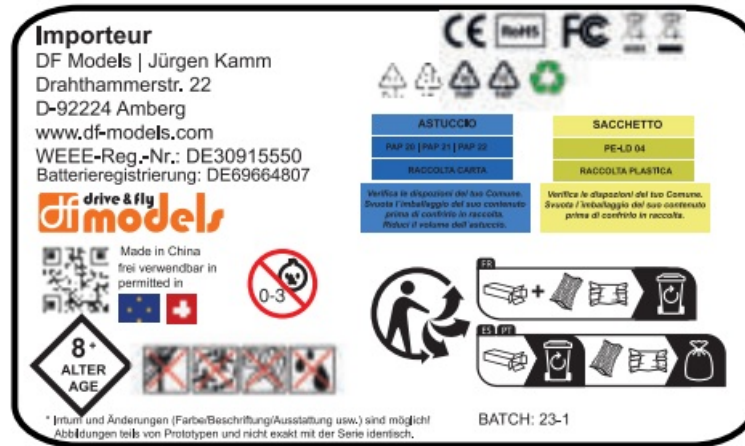 Importeur
DF Models | Jürgen Kamm
Drahthammerstr. 22
D-92224 Amberg
www.df-models.com
WEEE-Reg.-Nr.: DE30915550
Batterieregistrierung: DE69664807
df drive & fly models
Made in China
frei verwendbar in
permitted in
0-3
8+
ALTER
AGE
* Irrtum und Änderungen (Farbe/Beschriftung/Ausstattung usw.) sind möglich!
Abbildungen teils von Prototypen und nicht exakt mit der Serie identisch.
CE RoHS FC
ASTUCCIO
PAP 20 | PAP 21 | PAP 22
RACCOLTA CARTA
Verifica le dispozioni del tuo Comune.
Svuota l'imballaggio del suo contenuto
prima di confrirlo in raccolta.
Riduci il volume dell'astuccio.
SACCHETTO
PE-LD 04
RACCOLTA PLASTICA
Verifica le dispozioni del tuo Comune.
Svuota l'imballaggio del suo contenuto
prima di confrirlo in raccolta.
FR
ES PT
BATCH: 23-1